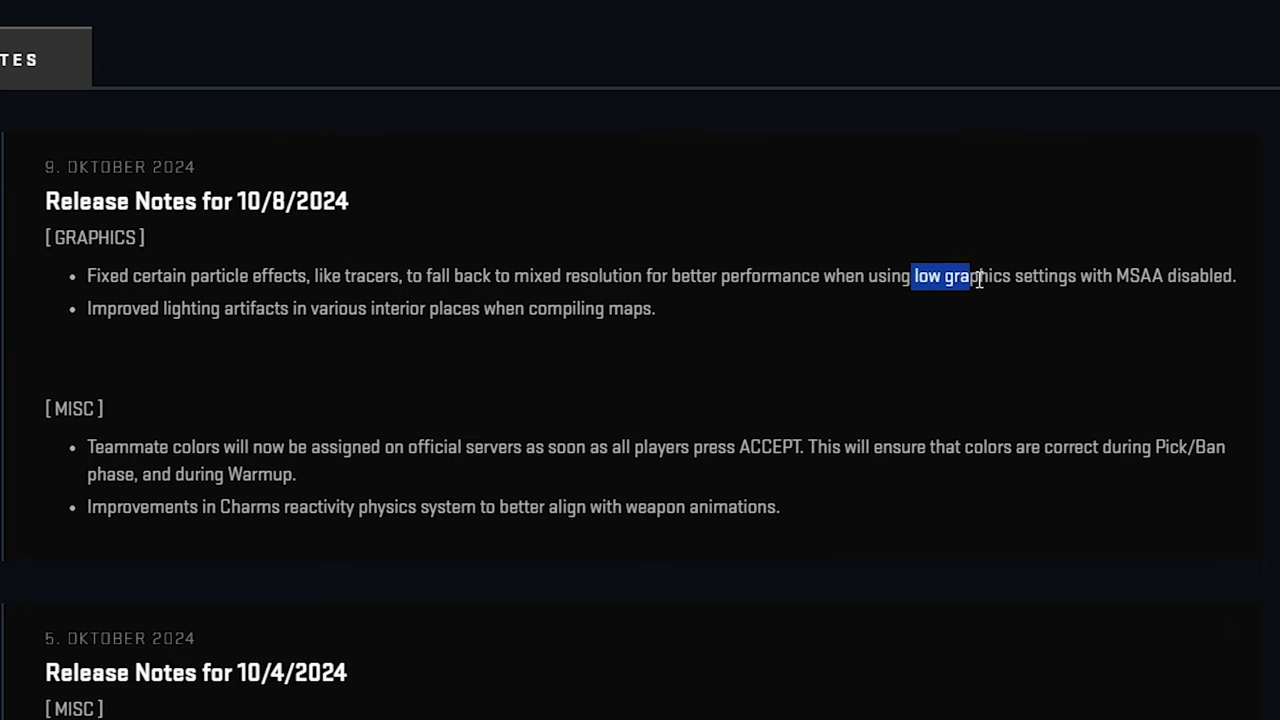 TES
9. OKTOBER 2024
Release Notes for 10/8/2024
[ GRAPHICS ]
• Fixed certain particle effects, like tracers, to fall back to mixed resolution for better performance when using low graphics settings with MSAA disabled.
• Improved lighting artifacts in various interior places when compiling maps.
[ MISC ]
• Teammate colors will now be assigned on official servers as soon as all players press ACCEPT. This will ensure that colors are correct during Pick/Ban
phase, and during Warmup.
• Improvements in Charms reactivity physics system to better align with weapon animations.
5. OKTOBER 2024
Release Notes for 10/4/2024
[ MISC ]